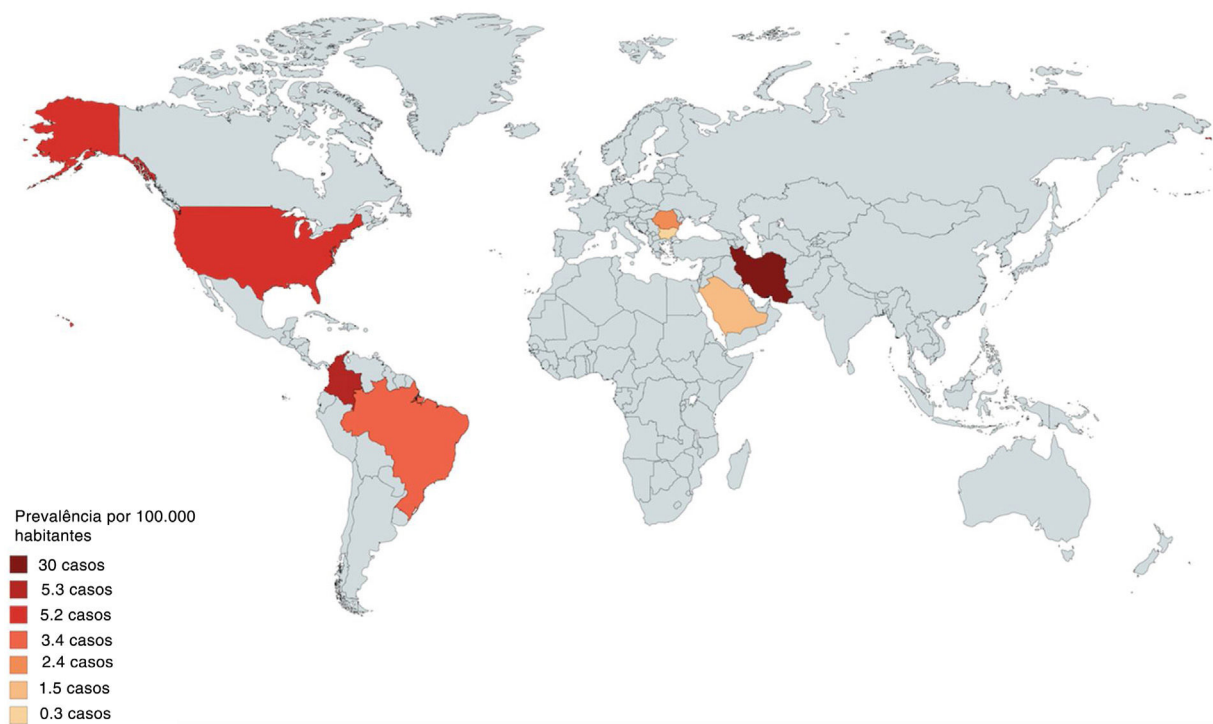 Prevalência por 100.000
habitantes
30 casos
5.3 casos
5.2 casos
3.4 casos
2.4 casos
1.5 casos
0.3 casos